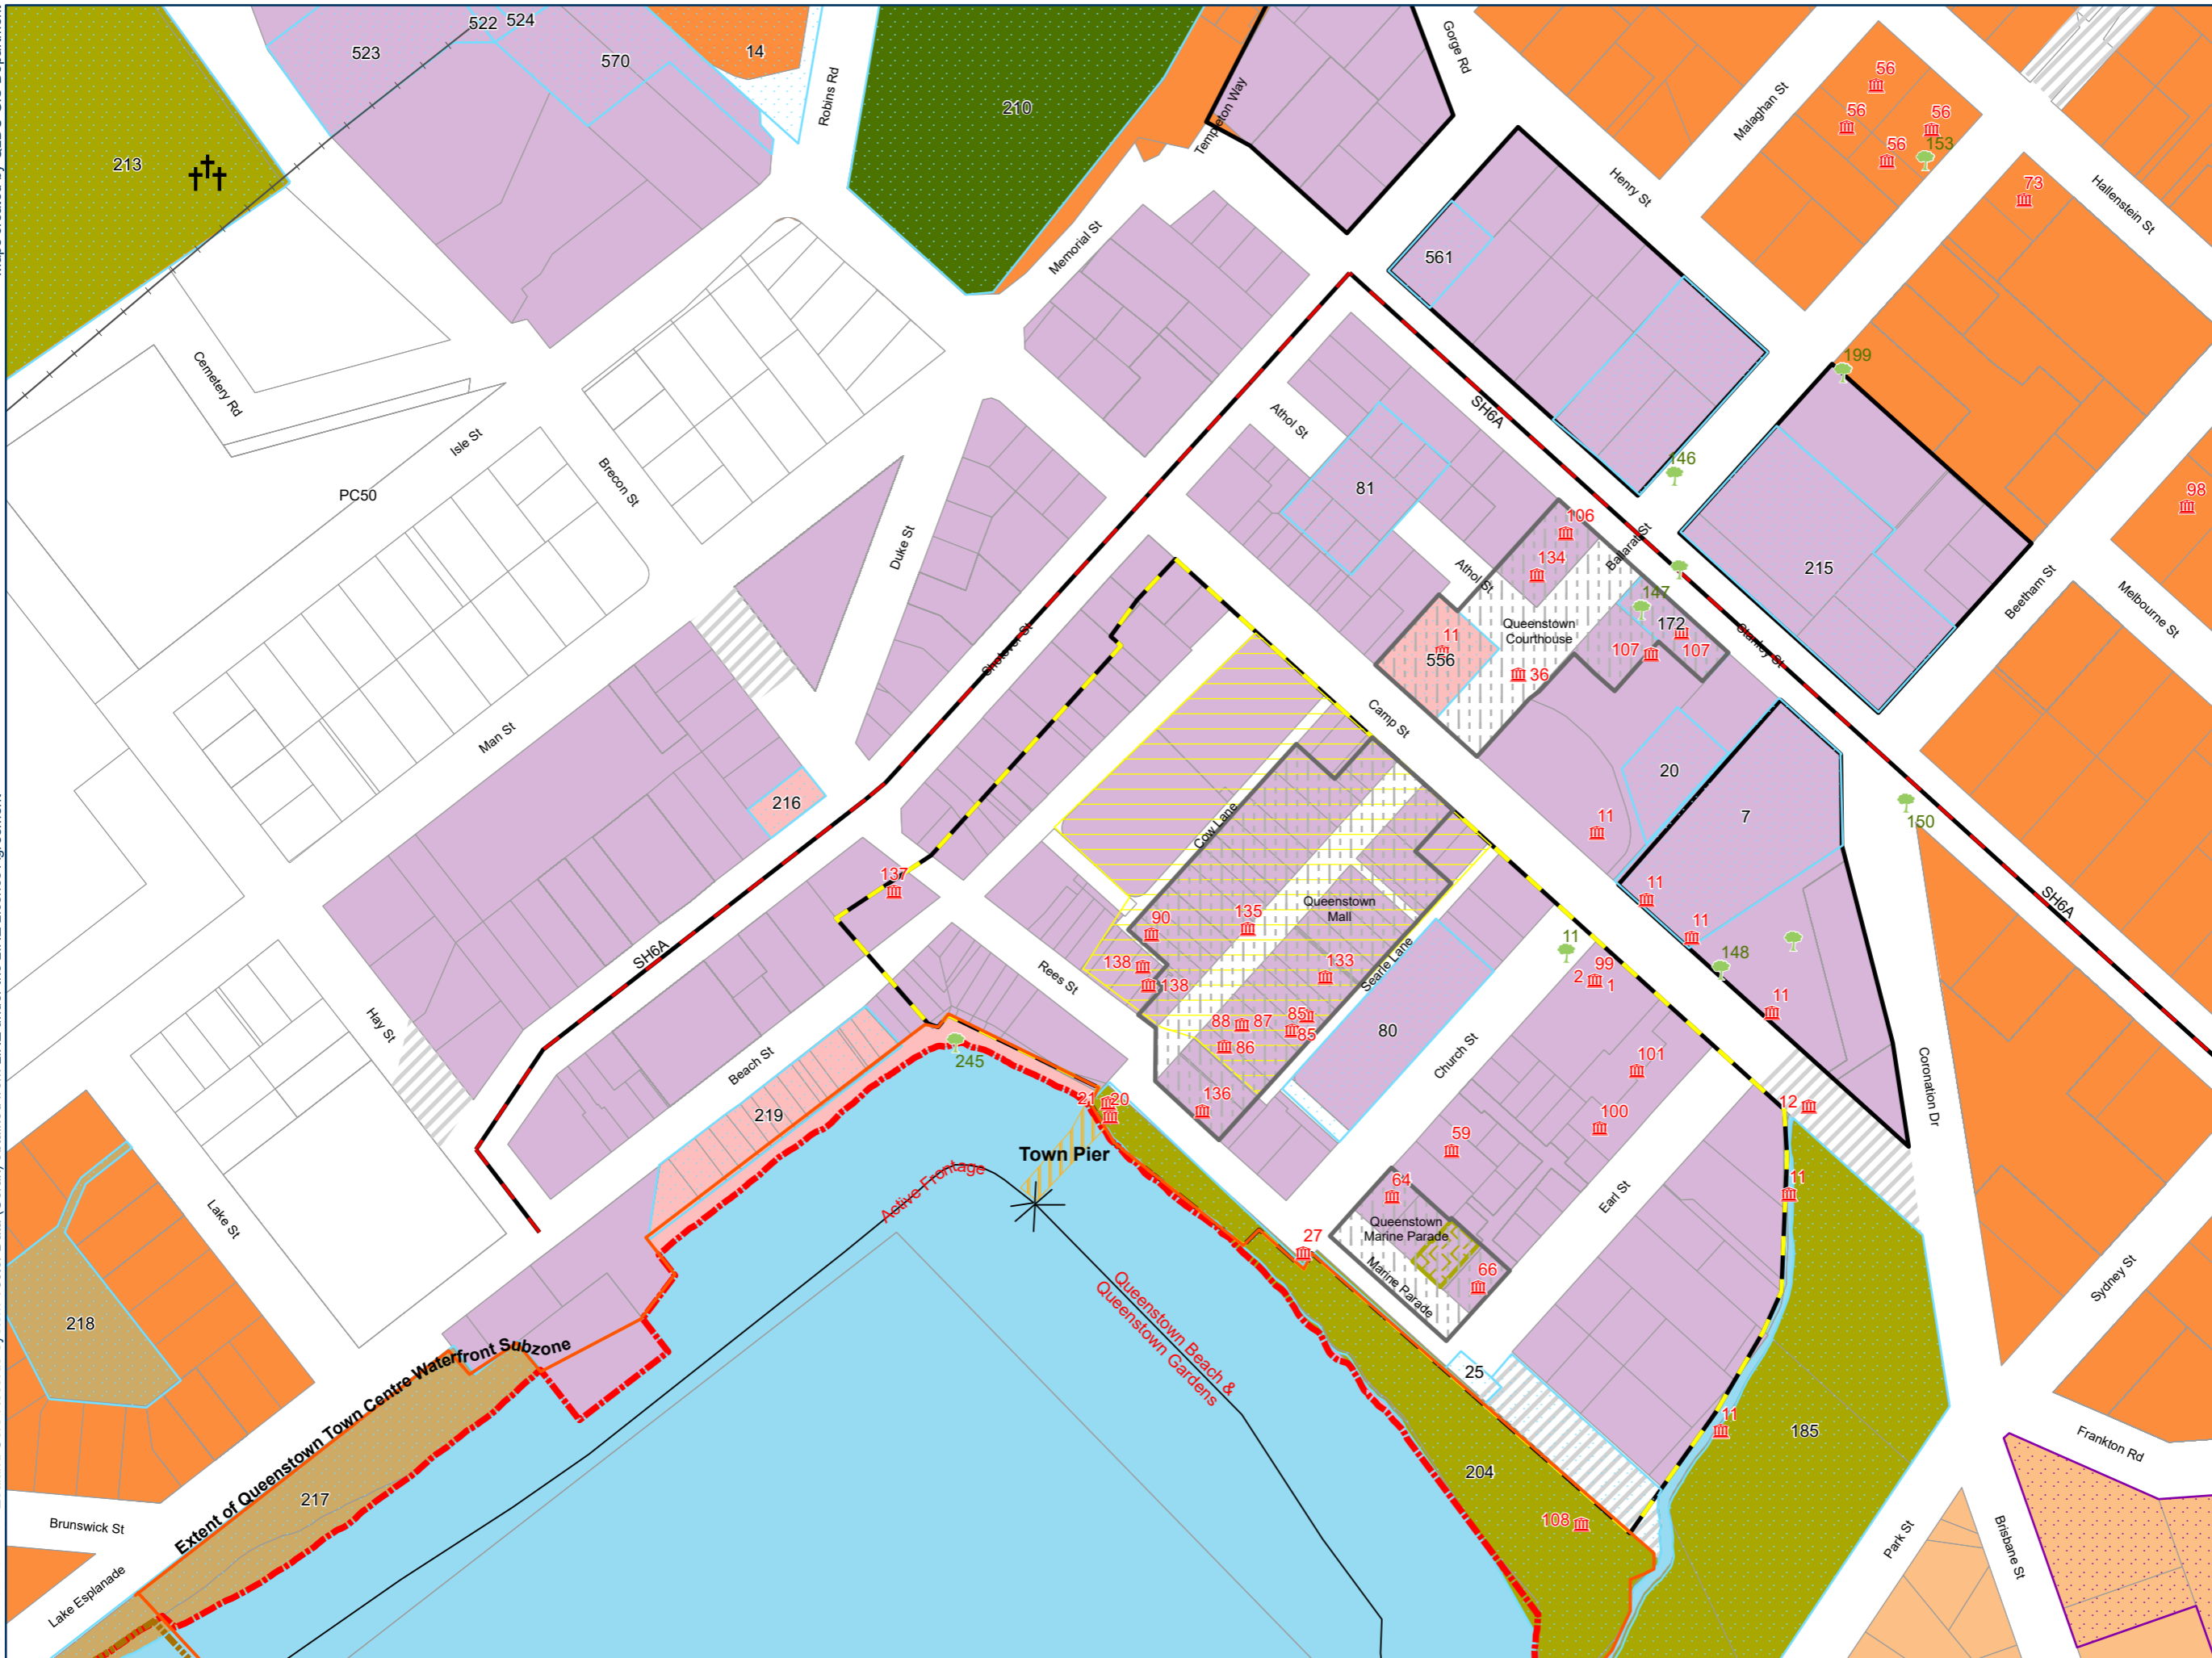 522 524
523
570
14
Robins Rd
210
213
Templeton Way
Gorge Rd
Malaghan St
56
56
56
56
153
Henry St
73
Hallenstein St
Memorial St
561
199
Cemetery Rd
Isle St
Brecon St
PC50
Athol St
SH6A
81
146
98
Duke St
106
134
Athol St
Ballarat St
147
215
Beetham St
Melbourne St
Queenstown
Courthouse
172
11
556
107
107
36
Stanley St
Shotover St
Man St
Camp St
20
7
216
11
150
Cow Lane
137
SH6A
90
135
Queenstown
Mall
11
11
11
148
138
138
133
Searle Lane
Rees St
99
2
1
SH6A
Hay St
88
87
85
85
86
80
11
245
Beach St
Church St
101
Coronation Dr
219
21
20
136
100
12
Town Pier
59
Active Frontage
64
11
Earl St
Queenstown
Marine Parade
Marine Parade
66
27
Lake St
Queenstown Beach &
Queenstown Gardens
Sydney St
218
Extent of Queenstown Town Centre Waterfront Subzone
25
11
185
Frankton Rd
217
204
108
Brunswick St
Park St
Brisbane St
Lake Esplanade